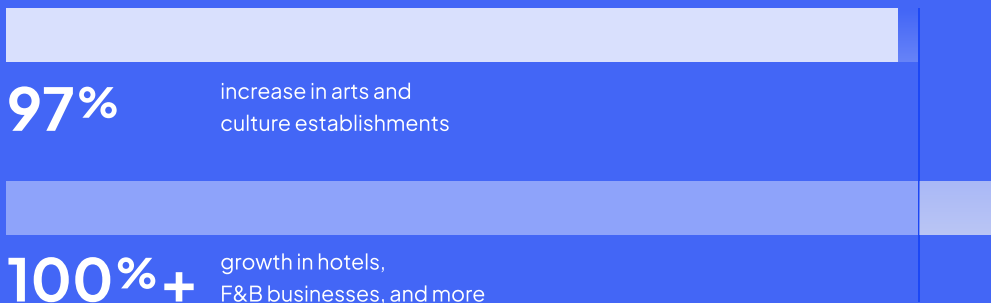 97%
increase in arts and
culture establishments
100%+
growth in hotels,
F&B businesses, and more